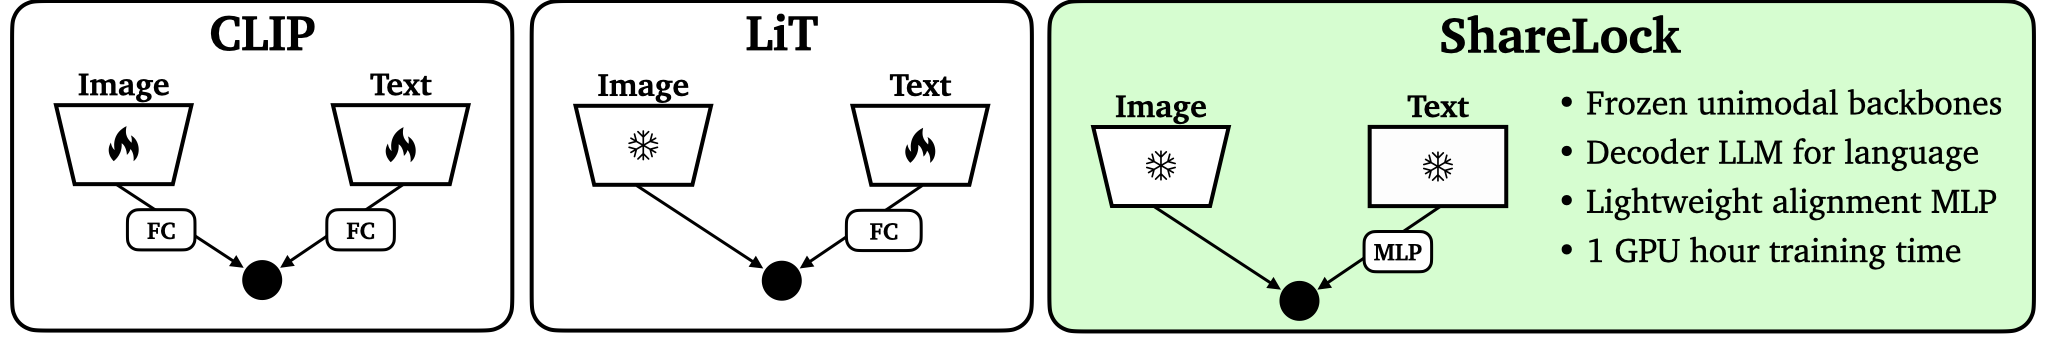 CLIP
Image Text
FC FC
LiT
Image Text
FC
ShareLock
Image Text
MLP
• Frozen unimodal backbones
• Decoder LLM for language
• Lightweight alignment MLP
• 1 GPU hour training time